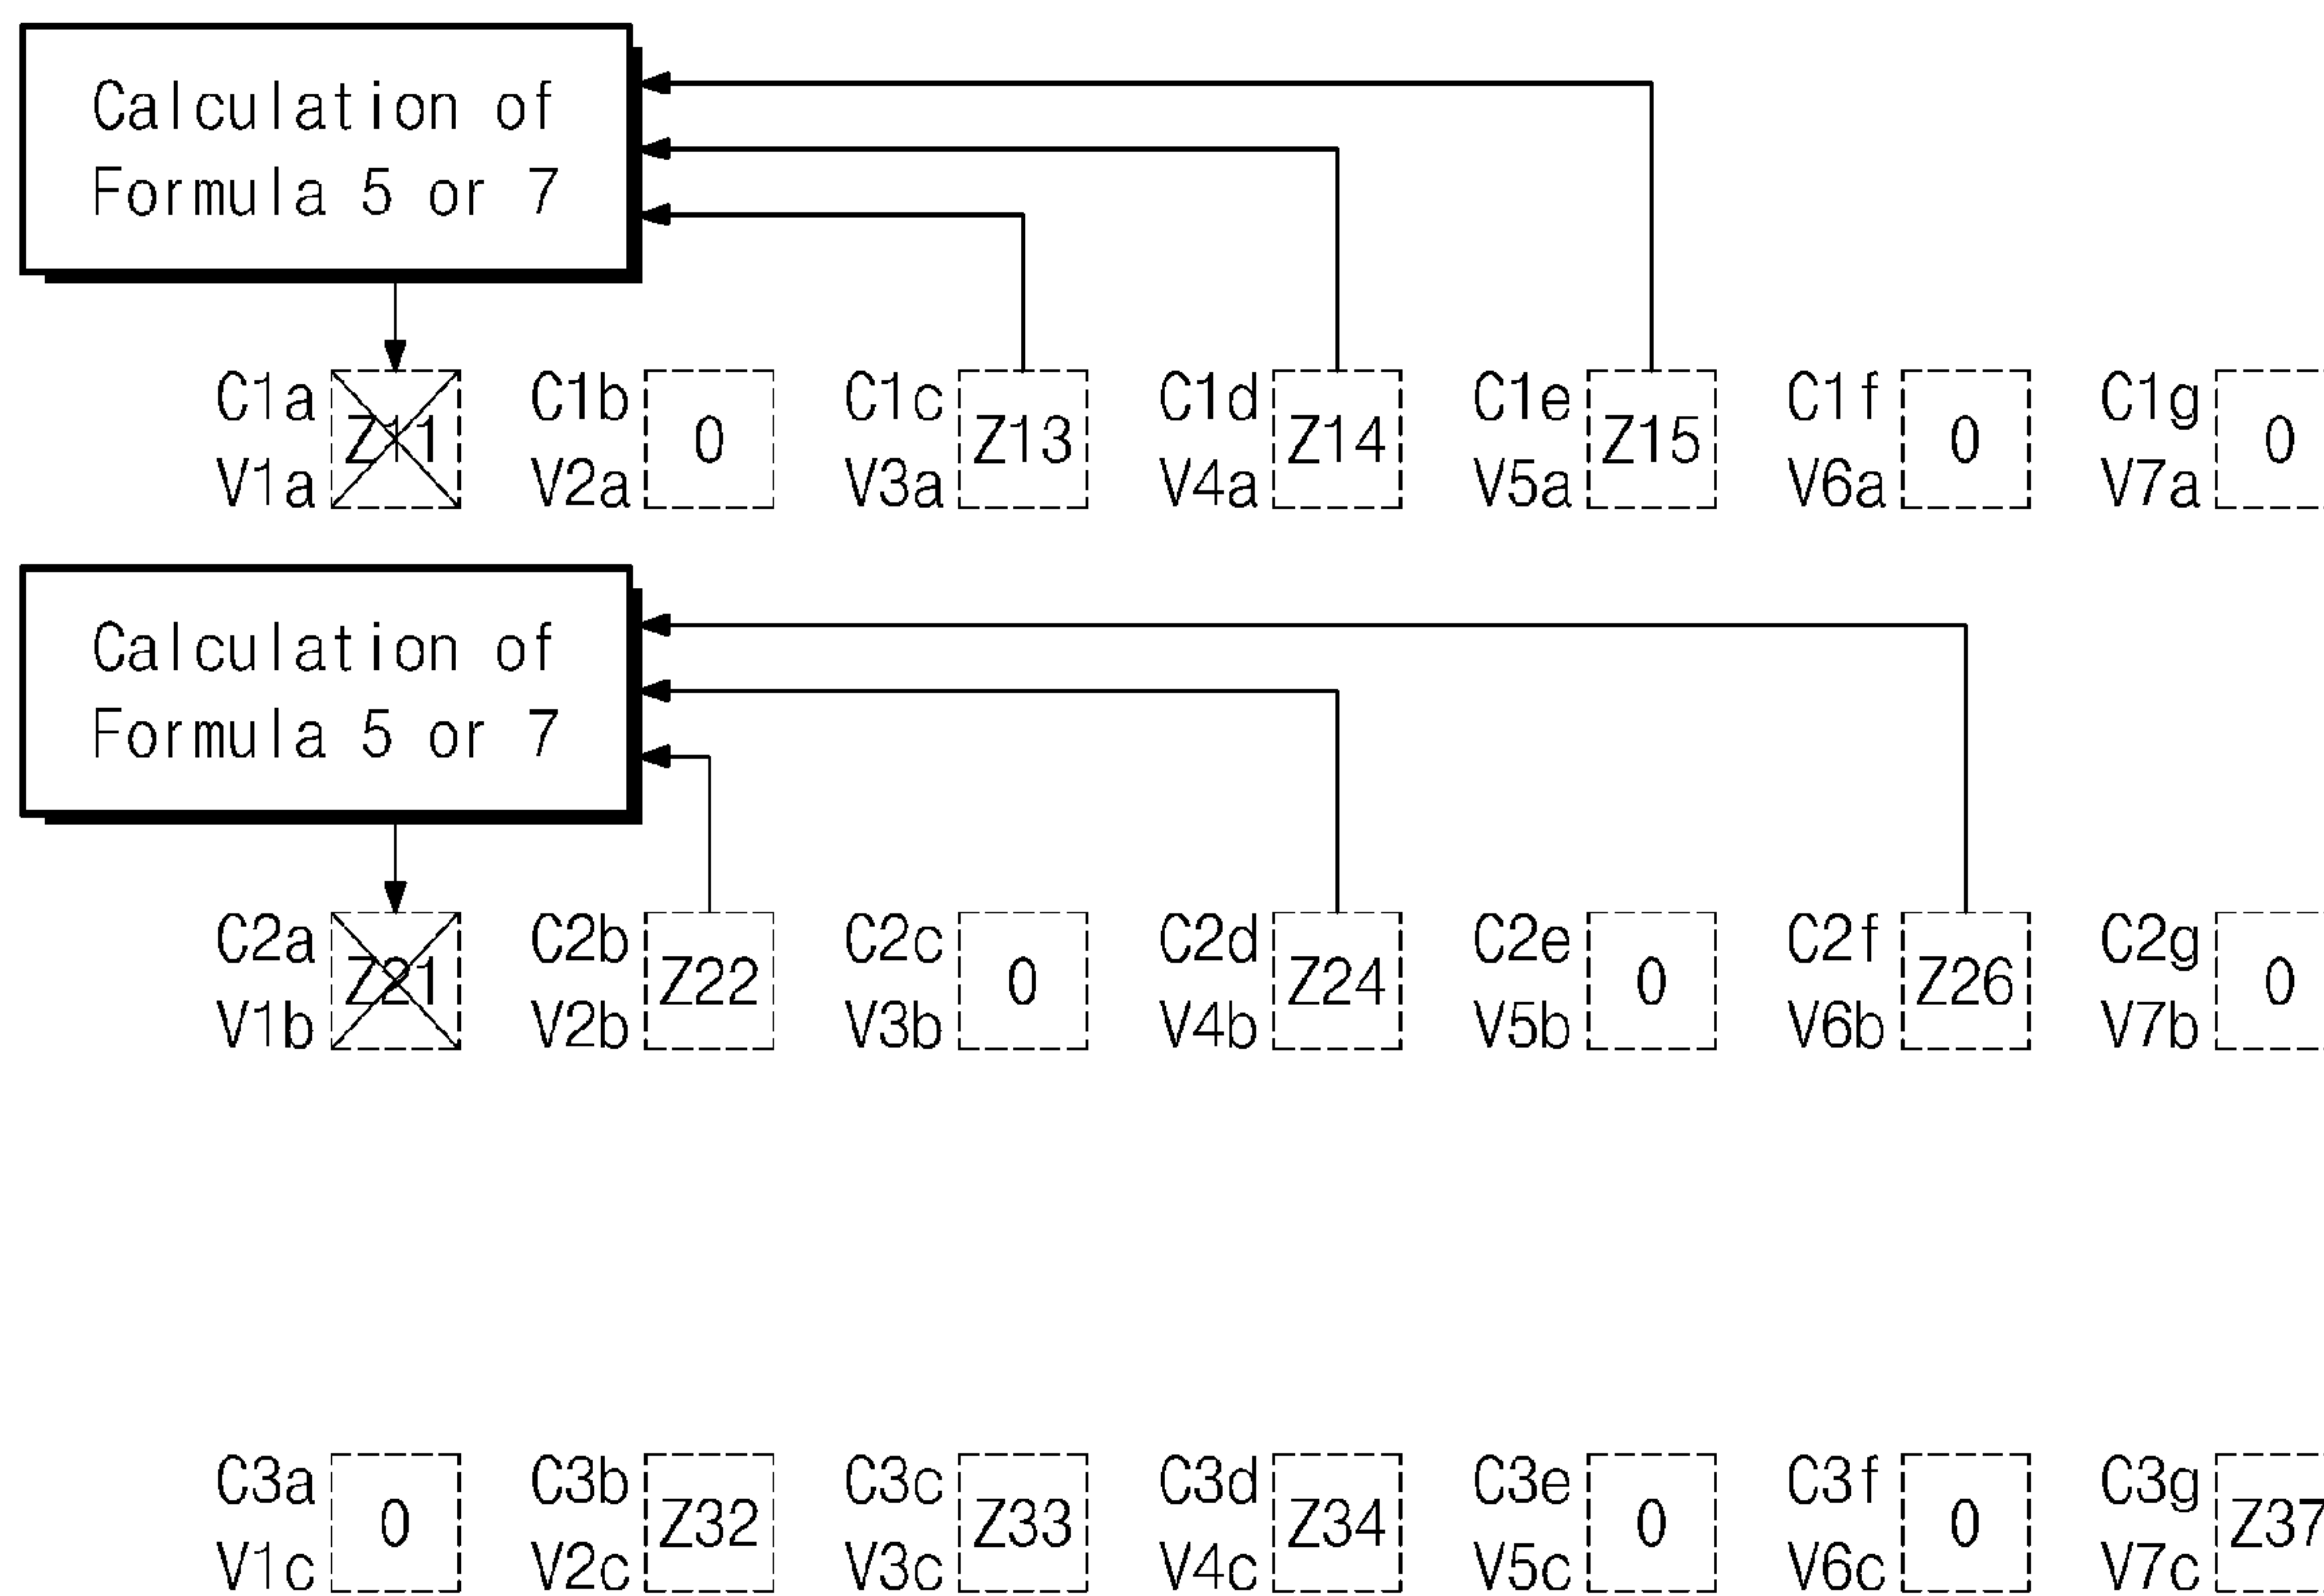 Calculation of
Formula 5 or 7
C1a Z11 C1b 0 C1c Z13 C1d Z14 C1e Z15 C1f 0 C1g 0
V1a V2a V3a V4a V5a V6a V7a
Calculation of
Formula 5 or 7
C2a Z21 C2b Z22 C2c 0 C2d Z24 C2e 0 C2f Z26 C2g 0
V1b V2b V3b V4b V5b V6b V7b
C3a 0 C3b Z32 C3c Z33 C3d Z34 C3e 0 C3f 0 C3g Z37
V1c V2c V3c V4c V5c V6c V7c